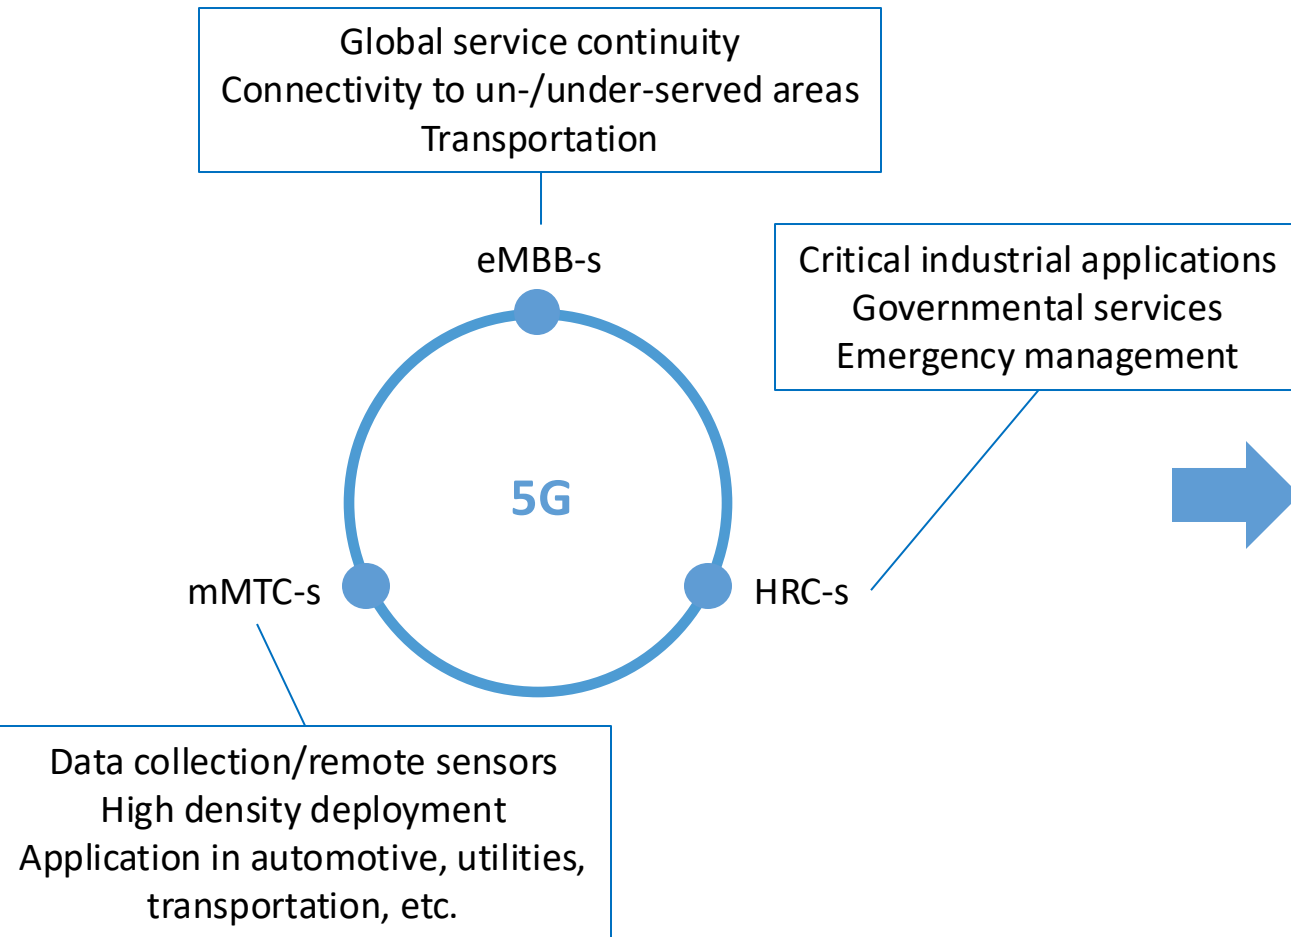 Global service continuity
Connectivity to un-/under-served areas
Transportation
eMBB-s
Critical industrial applications
Governmental services
Emergency management
5G
mMTC-s
HRC-s
Data collection/remote sensors
High density deployment
Application in automotive, utilities,
transportation, etc.